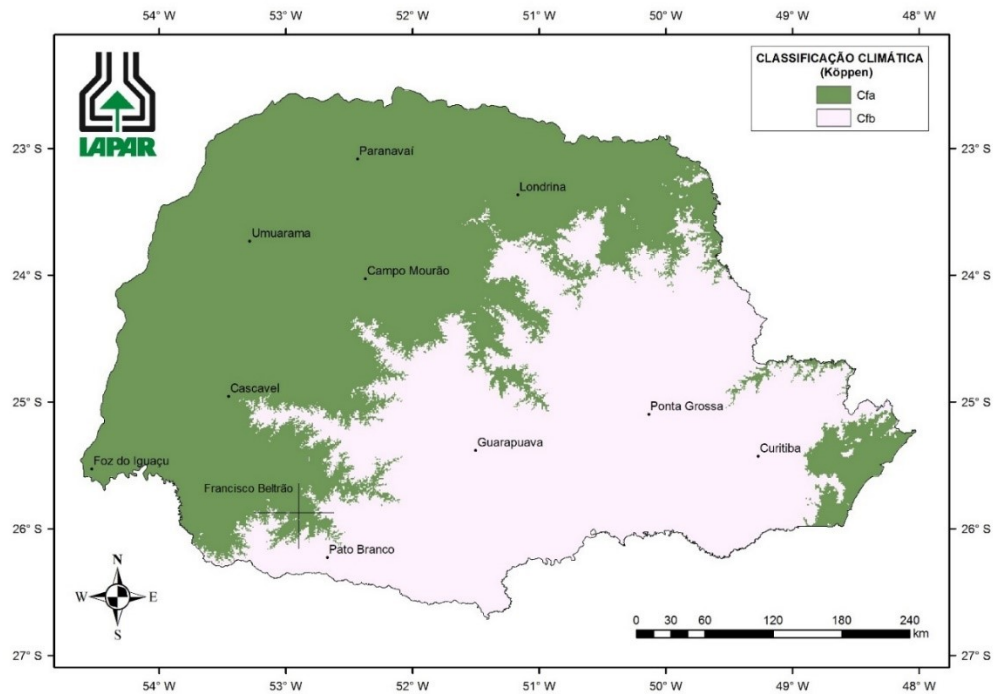 54° W 53° W 52° W 51° W 50° W 49° W 48° W
IAPAR
CLASSIFICAÇÃO CLIMÁTICA
(Köppen)
Cfa
Cfb
23° S 23° S
Paranavaí
Londrina
Umuarama
24° S 24° S
Campo Mourão
Cascavel
25° S 25° S
Ponta Grossa
Guarapuava
Curitiba
Foz do Iguaçu
Francisco Beltrão
26° S 26° S
Pato Branco
N
W E
S
0 30 60 120 180 240
km
27° S 27° S
54° W 53° W 52° W 51° W 50° W 49° W 48° W